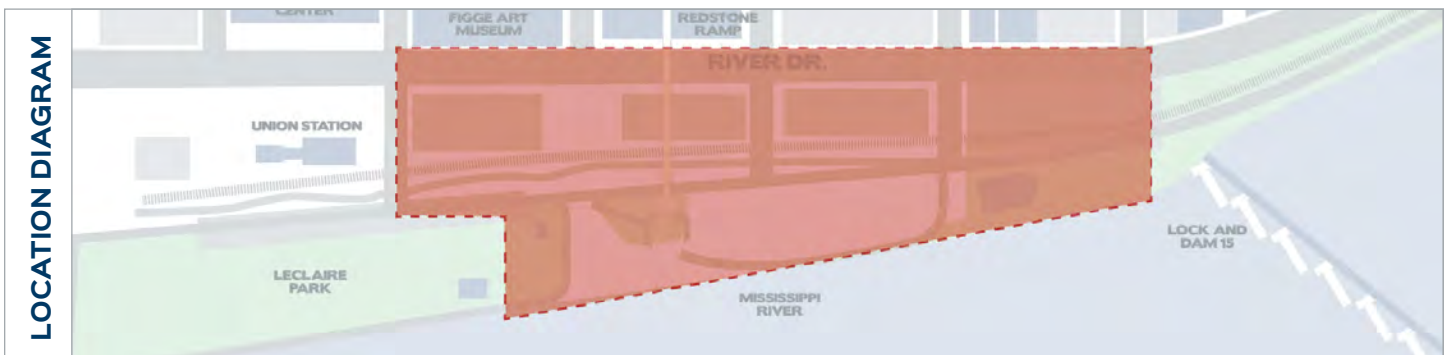 LOCATION DIAGRAM
CENTER
FIGGE ART
MUSEUM
REDSTONE
RAMP
RIVER DR.
UNION STATION
LECLAIRE
PARK
MISSISSIPPI
RIVER
LOCK AND
DAM 15